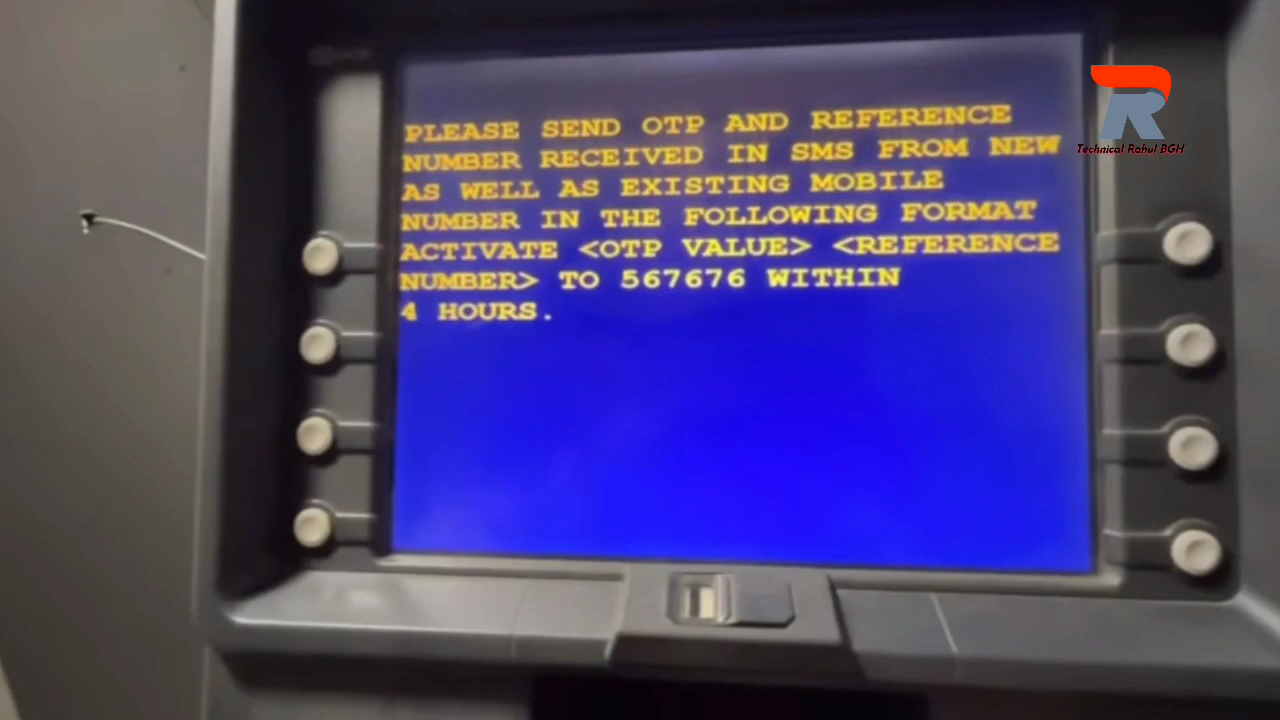 PLEASE SEND OTP AND REFERENCE
NUMBER RECEIVED IN SMS FROM NEW
AS WELL AS EXISTING MOBILE
NUMBER IN THE FOLLOWING FORMAT
ACTIVATE <OTP VALUE> <REFERENCE
NUMBER> TO 567676 WITHIN
4 HOURS.
R
Technical Rahul BGH